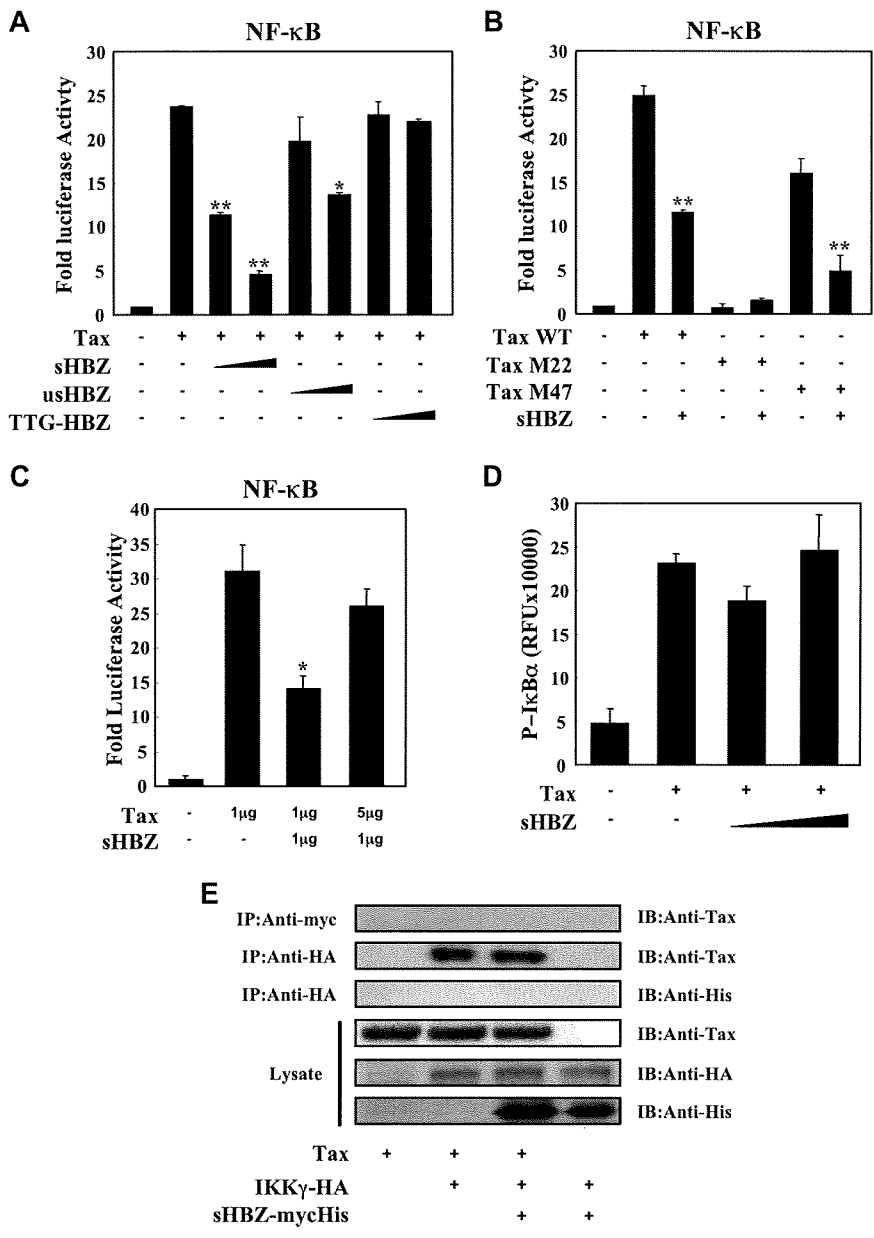 A
NF-κB
Fold luciferase Activity
30
25
20
15
10
5
0
** ** *
Tax - + + + + + + +
sHBZ - - - - - -
usHBZ - - - - - -
TTG-HBZ - - - - - -
B
NF-κB
Fold luciferase Activty
30
25
20
15
10
5
0
** **
Tax WT - + + - - - -
Tax M22 - - - + + - -
Tax M47 - - - - - + +
sHBZ - - + - + - +
C
NF-κB
Fold Luciferase Activity
40
35
30
25
20
15
10
5
0
*
Tax - 1μg 1μg 5μg
sHBZ - - 1μg 1μg
D
P-IκBα (RFUx10000)
30
25
20
15
10
5
0
Tax - + + +
sHBZ - -
E
IP:Anti-myc IB:Anti-Tax
IP:Anti-HA IB:Anti-Tax
IP:Anti-HA IB:Anti-His
Lysate
IB:Anti-Tax
IB:Anti-HA
IB:Anti-His
Tax + + +
IKKγ-HA + + +
sHBZ-mycHis + +